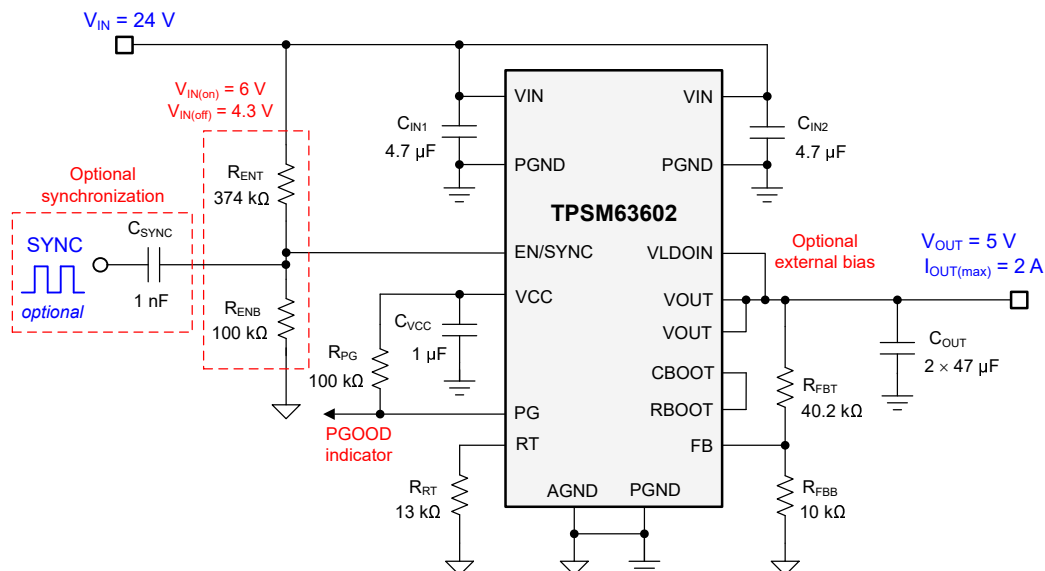 VIN = 24 V
VIN(on) = 6 V
VIN(off) = 4.3 V
VIN
VIN
CIN1
4.7 µF
CIN2
4.7 µF
PGND
PGND
Optional
synchronization
RENT
374 kΩ
TPSM63602
CSYNC
SYNC
optional
1 nF
EN/SYNC
VLDOIN
Optional
external bias
VOUT = 5 V
IOUT(max) = 2 A
RENB
100 kΩ
VCC
VOUT
CVCC
1 µF
VOUT
COUT
2 × 47 µF
RPG
100 kΩ
CBOOT
RBOOT
RFBT
40.2 kΩ
PG
PGOOD
indicator
RT
FB
RRT
13 kΩ
AGND
PGND
RFBB
10 kΩ